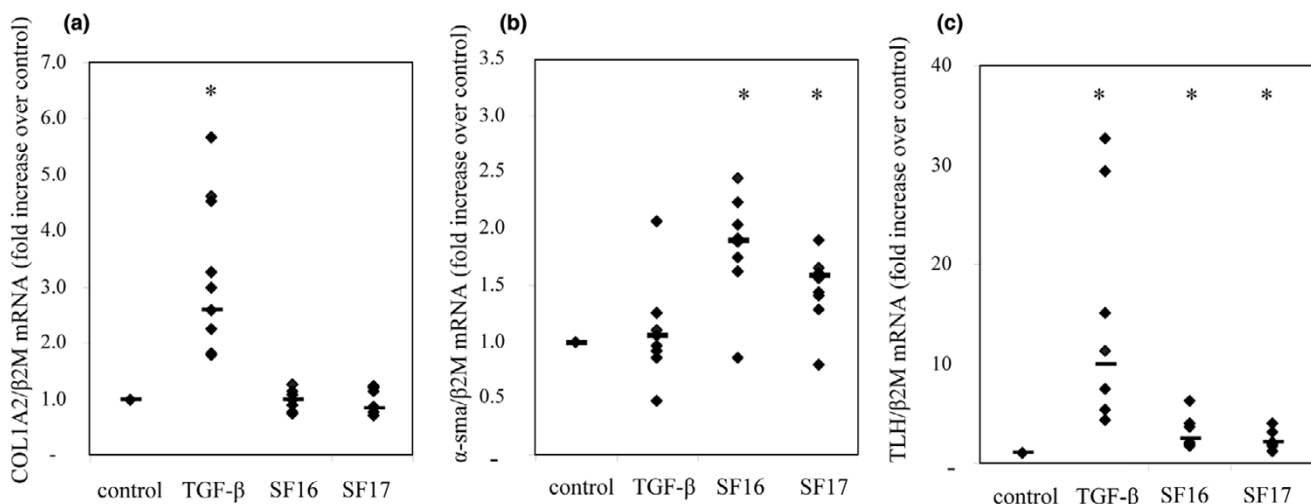 (a)
COL1A2/β2M mRNA (fold increase over control)
7.0
6.0
5.0
4.0
3.0
2.0
1.0
-
*
control TGF-β SF16 SF17
(b)
α-sma/β2M mRNA (fold increase over control)
3.5
3.0
2.5
2.0
1.5
1.0
0.5
-
* *
control TGF-β SF16 SF17
(c)
TLH/β2M mRNA (fold increase over control)
40
30
20
10
-
* * *
control TGF-β SF16 SF17